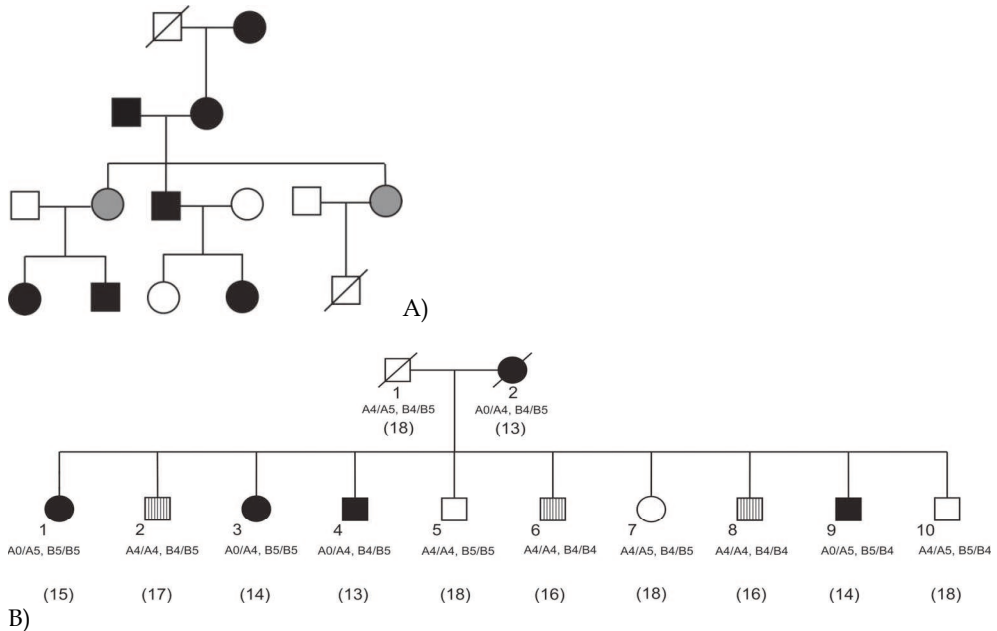 A)
1 2
A4/A5, B4/B5 A0/A4, B4/B5
(18) (13)
1 2 3 4 5 6 7 8 9 10
A0/A5, B5/B5 A4/A4, B4/B5 A0/A4, B5/B5 A0/A4, B4/B5 A4/A4, B5/B5 A4/A4, B4/B4 A4/A5, B4/B5 A4/A4, B4/B4 A0/A5, B5/B4 A4/A5, B5/B4
(15) (17) (14) (13) (18) (16) (18) (16) (14) (18)
B)